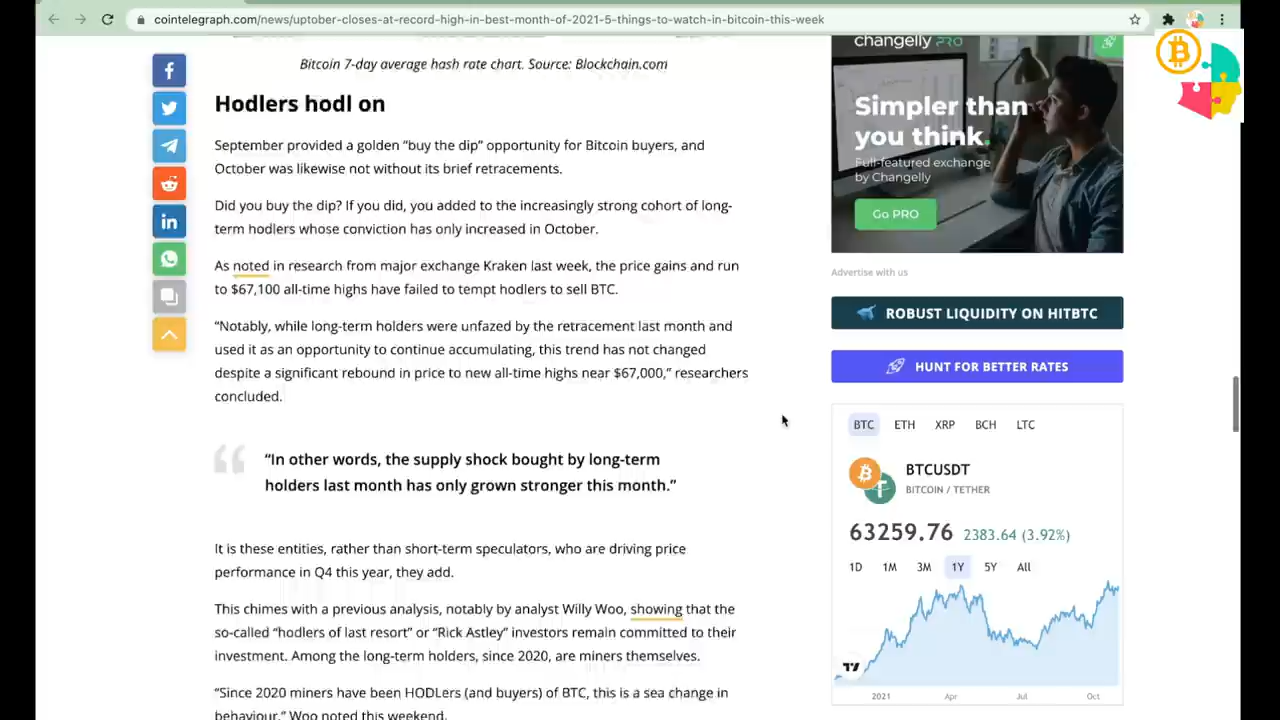 cointelegraph.com/news/uptober-closes-at-record-high-in-best-month-of-2021-5-things-to-watch-in-bitcoin-this-week
Bitcoin 7-day average hash rate chart. Source: Blockchain.com
Hodlers hodl on
September provided a golden “buy the dip” opportunity for Bitcoin buyers, and
October was likewise not without its brief retracements.
Did you buy the dip? If you did, you added to the increasingly strong cohort of long-
term hodlers whose conviction has only increased in October.
As noted in research from major exchange Kraken last week, the price gains and run
to $67,100 all-time highs have failed to tempt hodlers to sell BTC.
“Notably, while long-term holders were unfazed by the retracement last month and
used it as an opportunity to continue accumulating, this trend has not changed
despite a significant rebound in price to new all-time highs near $67,000,” researchers
concluded.
“In other words, the supply shock bought by long-term
holders last month has only grown stronger this month.”
It is these entities, rather than short-term speculators, who are driving price
performance in Q4 this year, they add.
This chimes with a previous analysis, notably by analyst Willy Woo, showing that the
so-called “hodlers of last resort” or “Rick Astley” investors remain committed to their
investment. Among the long-term holders, since 2020, are miners themselves.
“Since 2020 miners have been HODLers (and buyers) of BTC, this is a sea change in
behaviour,” Woo noted this weekend.
changelly PRO
Simpler than
you think.
Full-featured exchange
by Changelly
Go PRO
Advertise with us
ROBUST LIQUIDITY ON HITBTC
HUNT FOR BETTER RATES
BTC ETH XRP BCH LTC
BTCUSDT
BITCOIN / TETHER
63259.76 2383.64 (3.92%)
1D 1M 3M 1Y 5Y All
2021 Apr Jul Oct